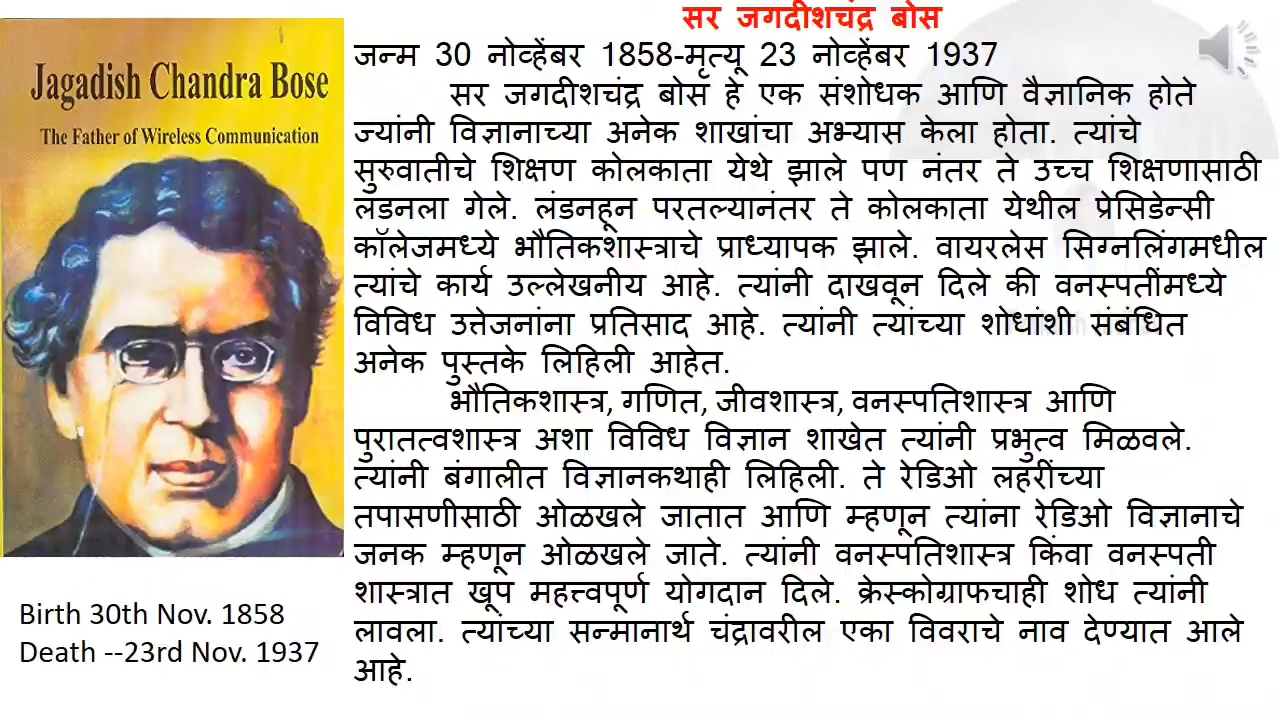 सर जगदीशचंद्र बोस
Jagadish Chandra Bose
The Father of Wireless Communication
Birth 30th Nov. 1858
Death --23rd Nov. 1937
जन्म 30 नोव्हेंबर 1858-मृत्यू 23 नोव्हेंबर 1937
सर जगदीशचंद्र बोस हे एक संशोधक आणि वैज्ञानिक होते
ज्यांनी विज्ञानाच्या अनेक शाखांचा अभ्यास केला होता. त्यांचे
सुरुवातीचे शिक्षण कोलकाता येथे झाले पण नंतर ते उच्च शिक्षणासाठी
लंडनला गेले. लंडनहून परतल्यानंतर ते कोलकाता येथील प्रेसिडेन्सी
कॉलेजमध्ये भौतिकशास्त्राचे प्राध्यापक झाले. वायरलेस सिग्नलिंगमधील
त्यांचे कार्य उल्लेखनीय आहे. त्यांनी दाखवून दिले की वनस्पतींमध्ये
विविध उत्तेजनांना प्रतिसाद आहे. त्यांनी त्यांच्या शोधांशी संबंधित
अनेक पुस्तके लिहिली आहेत.
भौतिकशास्त्र, गणित, जीवशास्त्र, वनस्पतिशास्त्र आणि
पुरातत्वशास्त्र अशा विविध विज्ञान शाखेत त्यांनी प्रभुत्व मिळवले.
त्यांनी बंगालीत विज्ञानकथाही लिहिली. ते रेडिओ लहरींच्या
तपासणीसाठी ओळखले जातात आणि म्हणून त्यांना रेडिओ विज्ञानाचे
जनक म्हणून ओळखले जाते. त्यांनी वनस्पतिशास्त्र किंवा वनस्पती
शास्त्रात खूप महत्त्वपूर्ण योगदान दिले. क्रेस्कोग्राफचाही शोध त्यांनी
लावला. त्यांच्या सन्मानार्थ चंद्रावरील एका विवराचे नाव देण्यात आले
आहे.